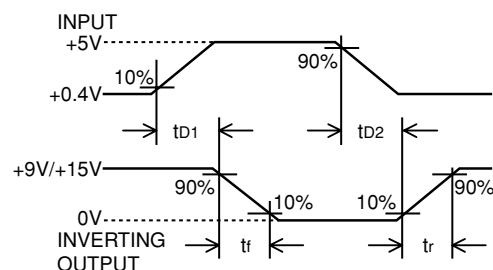 INPUT
+5V
90%
10%
+0.4V
tD1
tD2
+9V/+15V
90%
10%
10%
90%
0V
INVERTING
OUTPUT
tf
tr